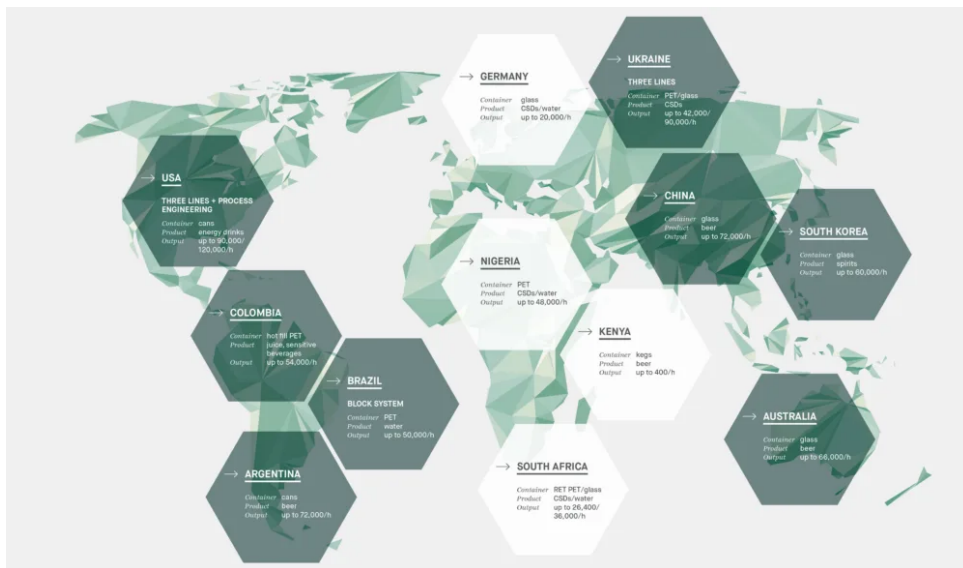 GERMANY
Container glass
Product CSDs/water
Output up to 20,000/h
UKRAINE
THREE LINES
Container PET/glass
Product CSDs
Output up to 42,000/
90,000/h
USA
THREE LINES + PROCESS
ENGINEERING
Container cans
Product energy drinks
Output up to 90,000/
120,000/h
CHINA
Container glass
Product beer
Output up to 72,000/h
SOUTH KOREA
Container glass
Product spirits
Output up to 60,000/h
NIGERIA
Container PET
Product CSDs/water
Output up to 48,000/h
COLOMBIA
Container hot fill PET
Product juice, sensitive
beverages
Output up to 54,000/h
KENYA
Container kegs
Product beer
Output up to 400/h
BRAZIL
BLOCK SYSTEM
Container PET
Product water
Output up to 50,000/h
AUSTRALIA
Container glass
Product beer
Output up to 66,000/h
ARGENTINA
Container cans
Product beer
Output up to 72,000/h
SOUTH AFRICA
Container RET PET/glass
Product CSDs/water
Output up to 26,400/
36,000/h